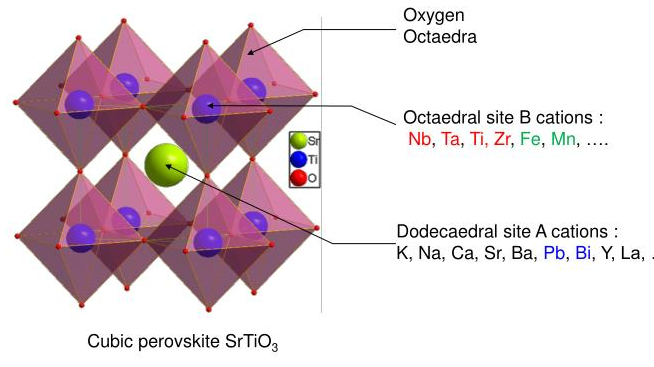 Oxygen
Octaedra
Octaedral site B cations :
Nb, Ta, Ti, Zr, Fe, Mn, ....
Sr
Ti
O
Dodecaedral site A cations :
K, Na, Ca, Sr, Ba, Pb, Bi, Y, La, .
Cubic perovskite SrTiO₃